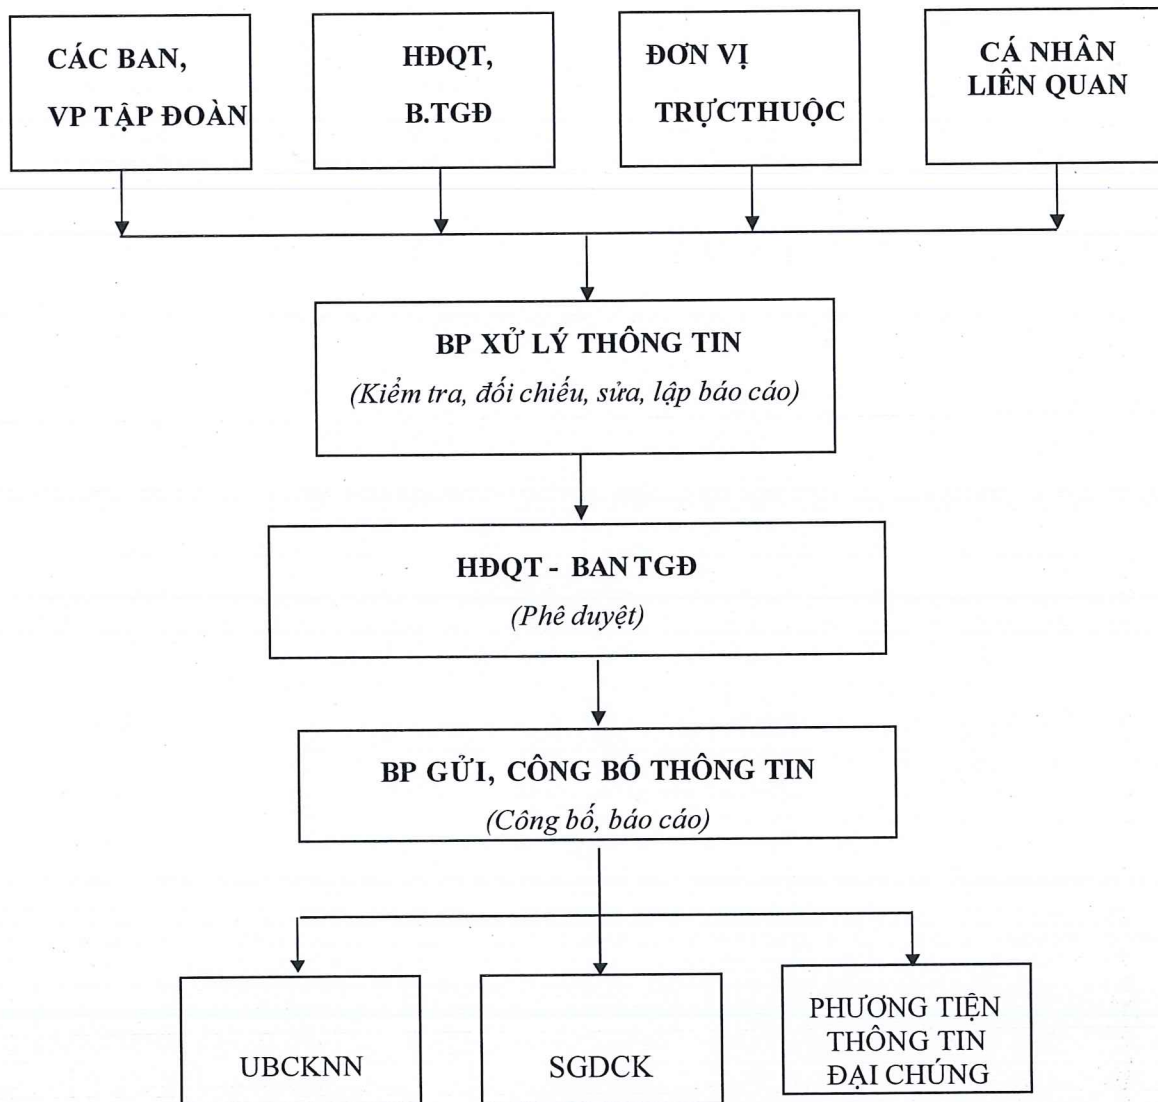 CÁC BAN,
VP TẬP ĐOÀN
HĐQT,
B.TGĐ
ĐƠN VỊ
TRỰCTHUỘC
CÁ NHÂN
LIÊN QUAN
BP XỬ LÝ THÔNG TIN
(Kiểm tra, đối chiếu, sửa, lập báo cáo)
HĐQT - BAN TGĐ
(Phê duyệt)
BP GỬI, CÔNG BỐ THÔNG TIN
(Công bố, báo cáo)
UBCKNN
SGDCK
PHƯƠNG TIỆN
THÔNG TIN
ĐẠI CHÚNG